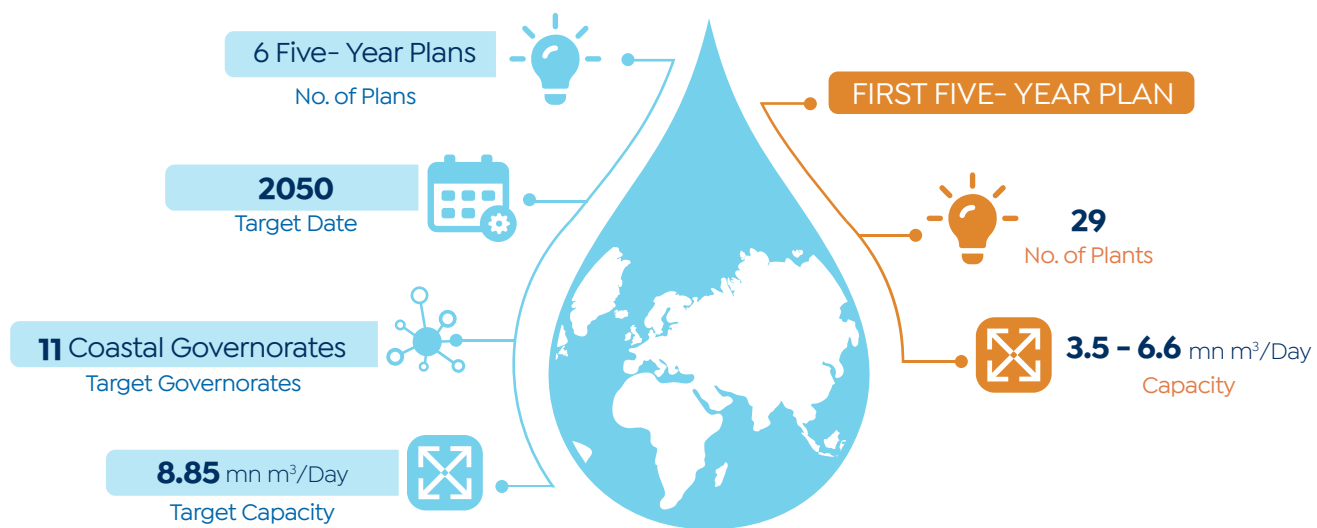 6 Five- Year Plans
No. of Plans
2050
Target Date
11 Coastal Governorates
Target Governorates
8.85 mn m³/Day
Target Capacity
FIRST FIVE- YEAR PLAN
29
No. of Plants
3.5 – 6.6 mn m³/Day
Capacity